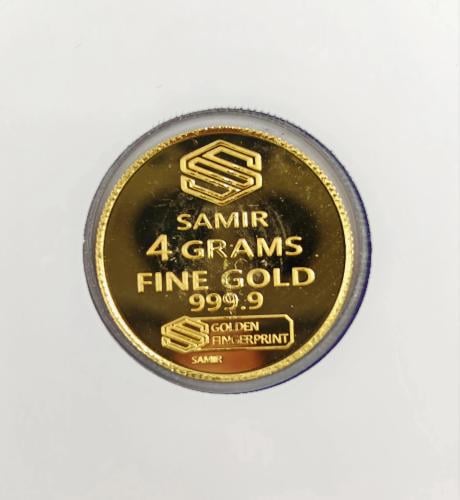 SAMIR
4 GRAMS
FINE GOLD
999.9
GOLDEN
FINGERPRINT
SAMIR